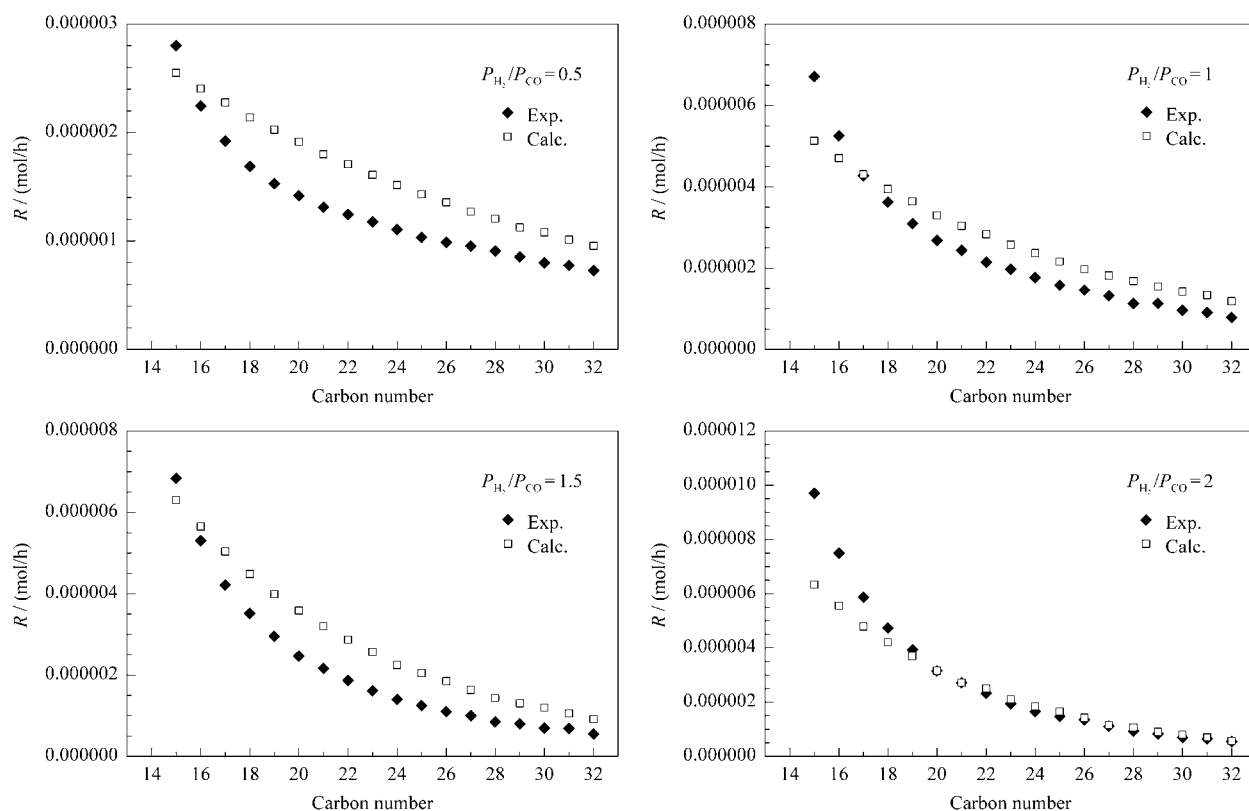 0.000003
0.000002
0.000001
0.000000
R / (mol/h)
P_H₂/P_CO = 0.5
Exp.
Calc.
14 16 18 20 22 24 26 28 30 32
Carbon number
0.000008
0.000006
0.000004
0.000002
0.000000
R / (mol/h)
P_H₂/P_CO = 1
Exp.
Calc.
14 16 18 20 22 24 26 28 30 32
Carbon number
0.000008
0.000006
0.000004
0.000002
0.000000
R / (mol/h)
P_H₂/P_CO = 1.5
Exp.
Calc.
14 16 18 20 22 24 26 28 30 32
Carbon number
0.000012
0.000010
0.000008
0.000006
0.000004
0.000002
0.000000
R / (mol/h)
P_H₂/P_CO = 2
Exp.
Calc.
14 16 18 20 22 24 26 28 30 32
Carbon number